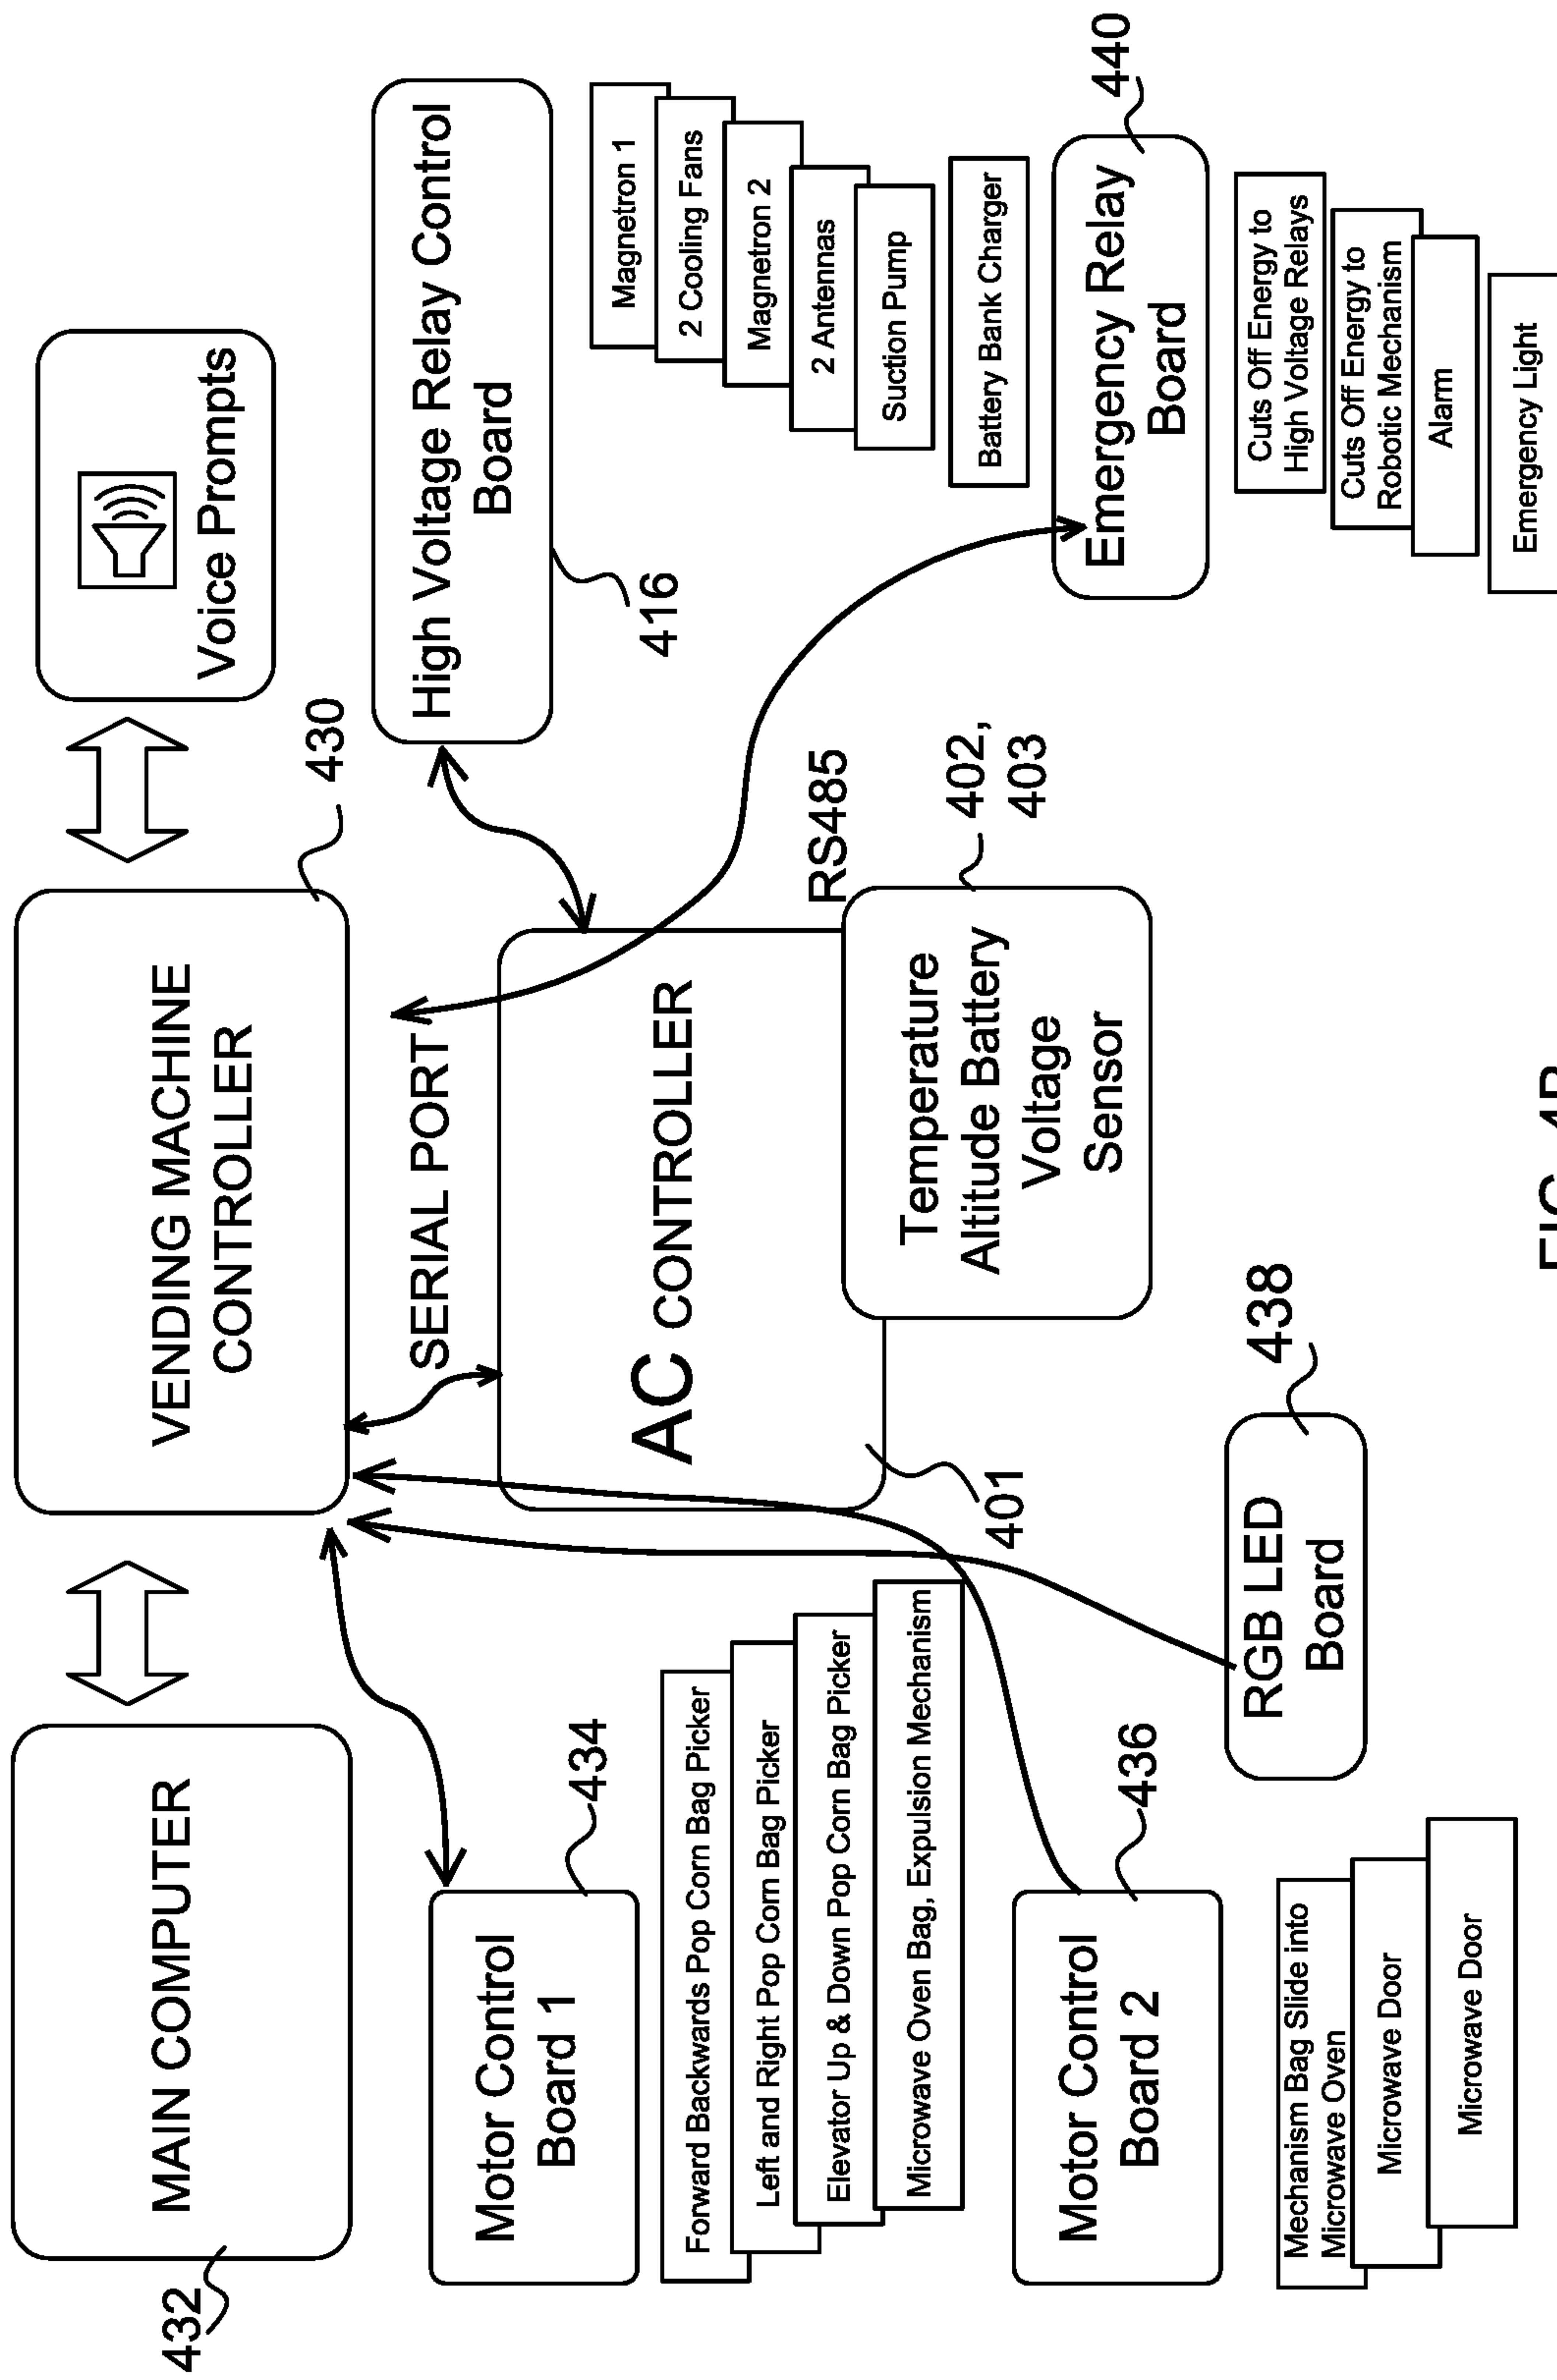 432
MAIN COMPUTER
VENDING MACHINE
CONTROLLER
430
Voice Prompts
Motor Control
Board 1
434
Forward Backwards Pop Corn Bag Picker
Left and Right Pop Corn Bag Picker
Elevator Up & Down Pop Corn Bag Picker
Microwave Oven Bag, Expulsion Mechanism
Motor Control
Board 2
436
Mechanism Bag Slide into
Microwave Oven
Microwave Door
Microwave Door
SERIAL PORT
AC CONTROLLER
401
RS485
Temperature
Altitude Battery
Voltage
Sensor
402,
403
RGB LED
Board
438
High Voltage Relay Control
Board
416
Magnetron 1
2 Cooling Fans
Magnetron 2
2 Antennas
Suction Pump
Battery Bank Charger
Emergency Relay
Board
440
Cuts Off Energy to
High Voltage Relays
Cuts Off Energy to
Robotic Mechanism
Alarm
Emergency Light
FIG. 4B